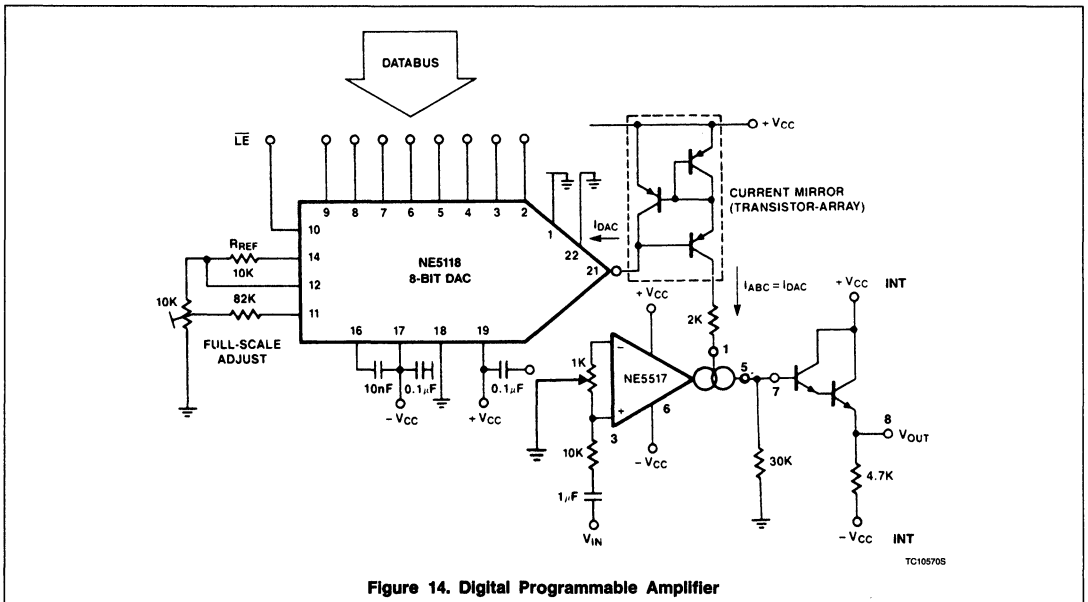 DATABUS
LE
+ VCC
9 8 7 6 5 4 3 2
CURRENT MIRROR
(TRANSISTOR-ARRAY)
10
1
IDAC
RREF
10K
14
NE5118
8-BIT DAC
22
21
12
10K
82K
11
IABC = IDAC
+ VCC
+ VCC INT
FULL-SCALE
ADJUST
16 17 18 19
2K
1
10nF
0.1μF
0.1μF
- VCC
+ VCC
1K
−
NE5517
+
3
6
5
7
8
VOUT
10K
- VCC
30K
4.7K
1μF
VIN
- VCC INT
TC10570S
Figure 14. Digital Programmable Amplifier